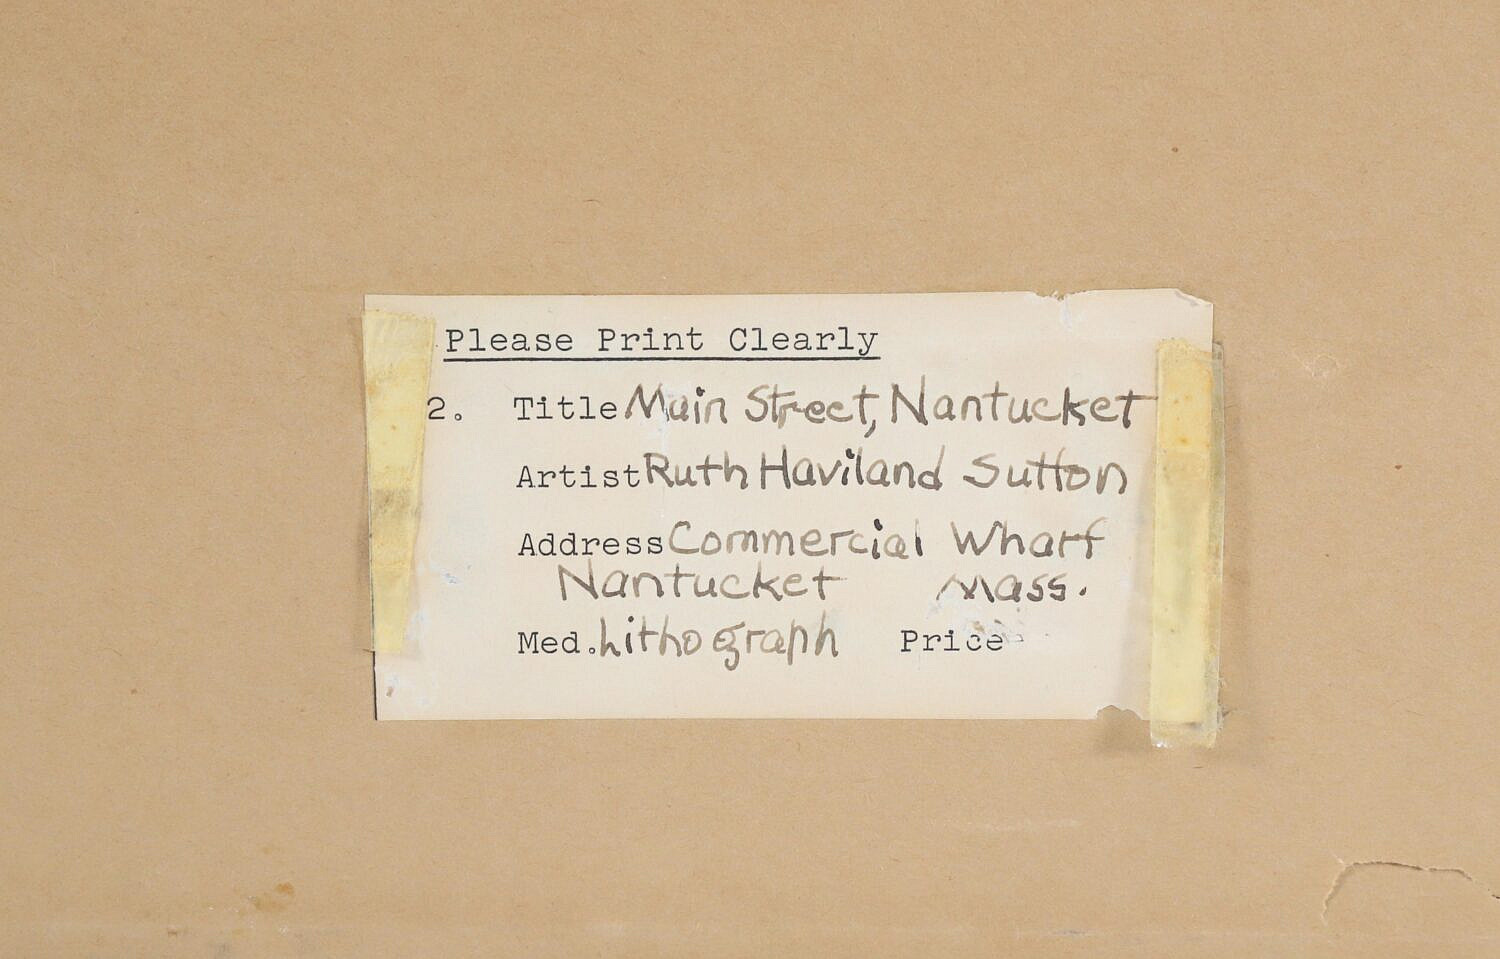 Please Print Clearly
2. Title Main Street, Nantucket
Artist Ruth Haviland Sutton
Address Commercial Wharf
Nantucket Mass.
Med. Lithograph Price